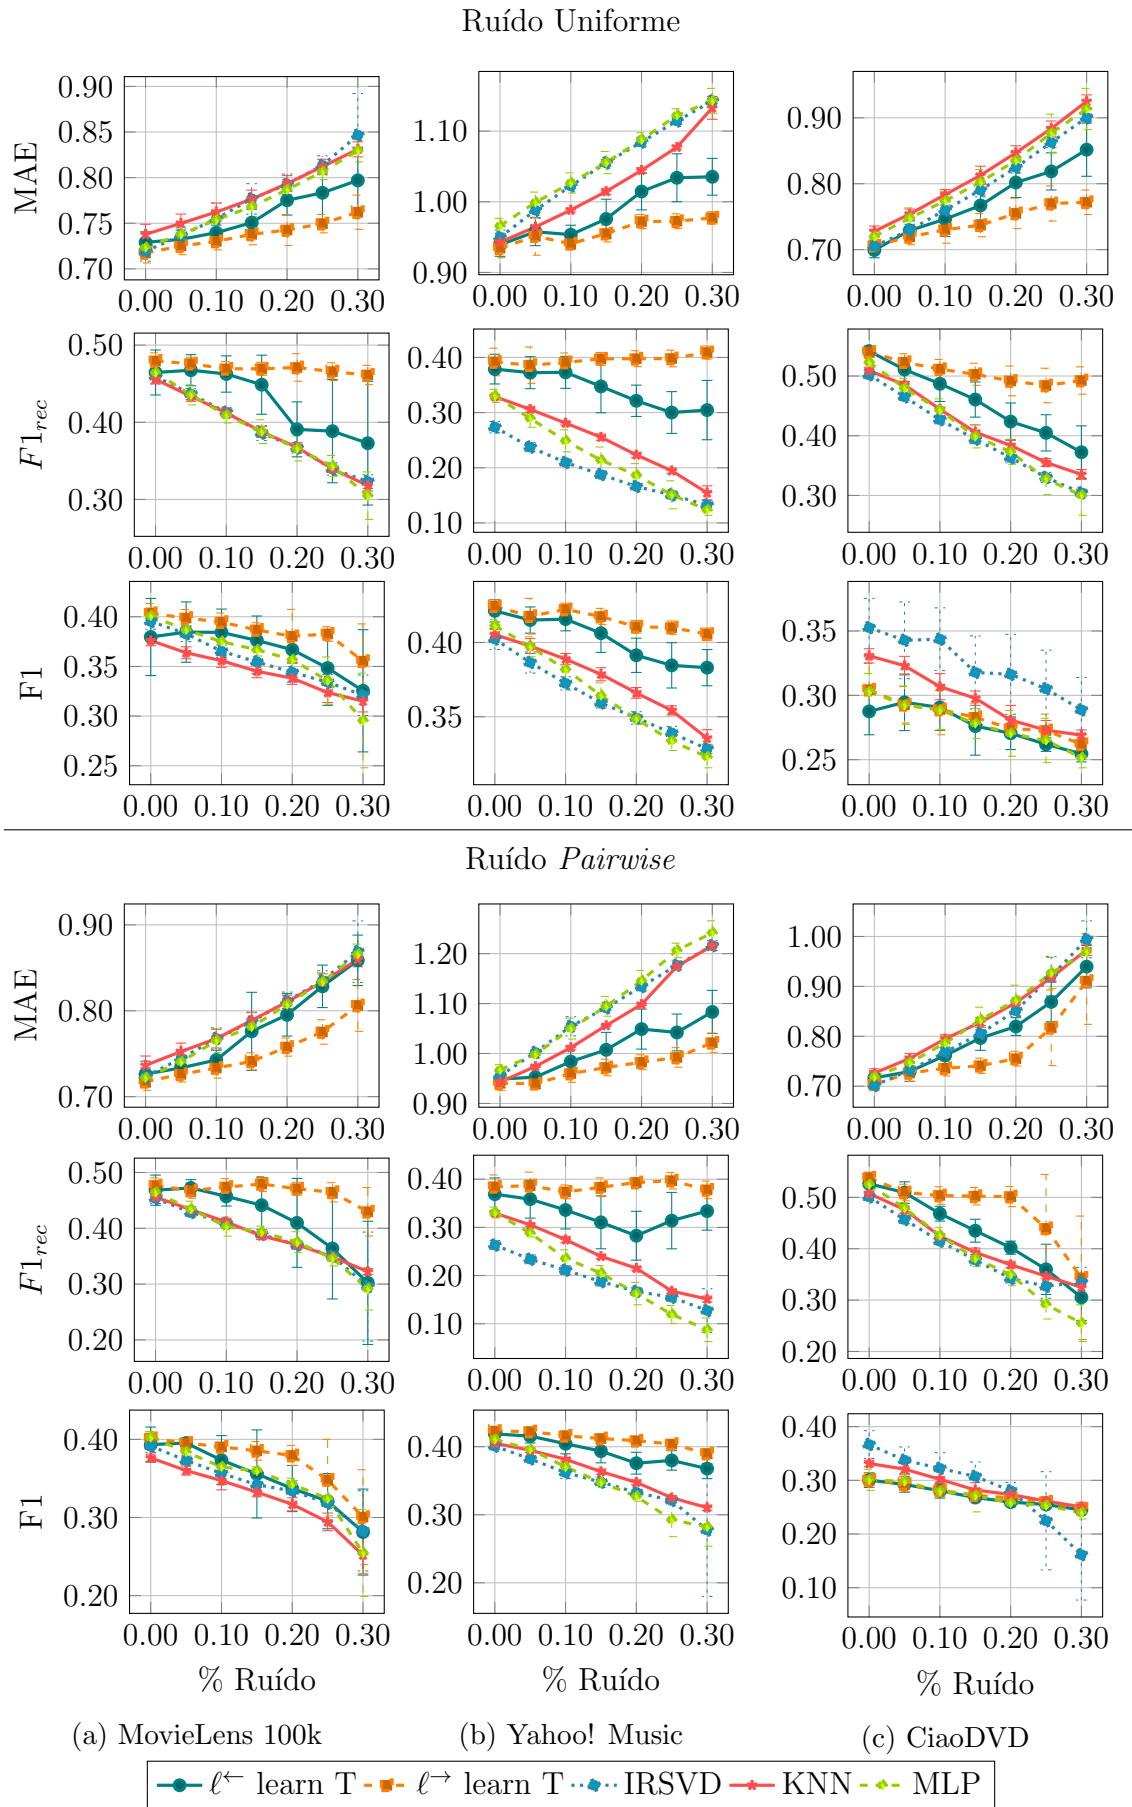 Ruído Uniforme
MAE
0.90
0.85
0.80
0.75
0.70
0.00 0.10 0.20 0.30
1.10
1.00
0.90
0.00 0.10 0.20 0.30
0.90
0.80
0.70
0.00 0.10 0.20 0.30
F1rec
0.50
0.40
0.30
0.00 0.10 0.20 0.30
0.40
0.30
0.20
0.10
0.00 0.10 0.20 0.30
0.50
0.40
0.30
0.00 0.10 0.20 0.30
F1
0.40
0.35
0.30
0.25
0.00 0.10 0.20 0.30
0.40
0.35
0.00 0.10 0.20 0.30
0.35
0.30
0.25
0.00 0.10 0.20 0.30
Ruído Pairwise
MAE
0.90
0.80
0.70
0.00 0.10 0.20 0.30
1.20
1.10
1.00
0.90
0.00 0.10 0.20 0.30
1.00
0.90
0.80
0.70
0.00 0.10 0.20 0.30
F1rec
0.50
0.40
0.30
0.20
0.00 0.10 0.20 0.30
0.40
0.30
0.20
0.10
0.00 0.10 0.20 0.30
0.50
0.40
0.30
0.20
0.00 0.10 0.20 0.30
F1
0.40
0.30
0.20
0.00 0.10 0.20 0.30
% Ruído
0.40
0.30
0.20
0.00 0.10 0.20 0.30
% Ruído
0.40
0.30
0.20
0.10
0.00 0.10 0.20 0.30
% Ruído
(a) MovieLens 100k (b) Yahoo! Music (c) CiaoDVD
ℓ← learn T ℓ→ learn T IRSVD KNN MLP